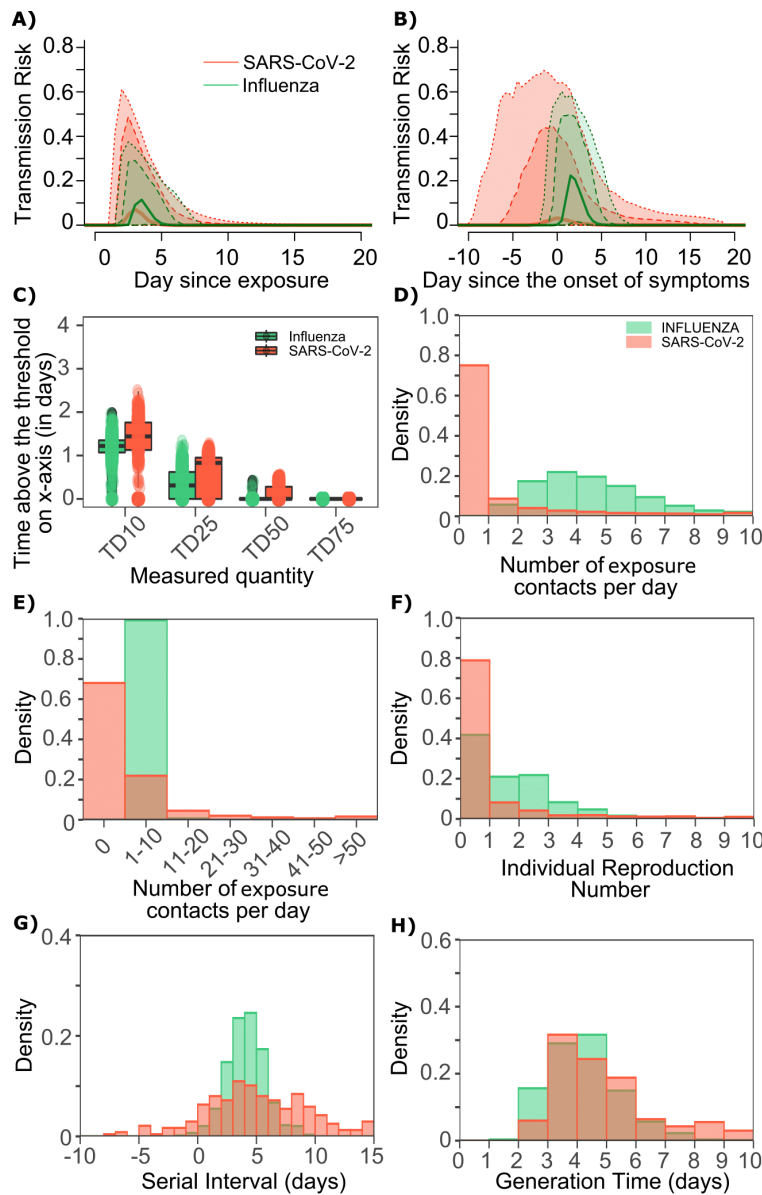 A)
B)
0.8
0.6
0.4
0.2
0
Transmission Risk
SARS-CoV-2
Influenza
0
5
10
15
20
Day since exposure
0.8
0.6
0.4
0.2
0
Transmission Risk
-10
-5
0
5
10
15
20
Day since the onset of symptoms
C)
D)
4
3
2
1
0
Time above the threshold
on x-axis (in days)
Influenza
SARS-CoV-2
TD10
TD25
TD50
TD75
Measured quantity
1.0
0.8
0.6
0.4
0.2
0
Density
INFLUENZA
SARS-CoV-2
0 1 2 3 4 5 6 7 8 9 10
Number of exposure
contacts per day
E)
F)
1.0
0.8
0.6
0.4
0.2
0
Density
0
1-10
11-20
21-30
31-40
41-50
>50
Number of exposure
contacts per day
1.0
0.8
0.6
0.4
0.2
0
Density
0 1 2 3 4 5 6 7 8 9 10
Individual Reproduction
Number
G)
H)
0.4
0.2
0
Density
-10
-5
0
5
10
15
Serial Interval (days)
0.6
0.4
0.2
0
Density
0 1 2 3 4 5 6 7 8 9 10
Generation Time (days)